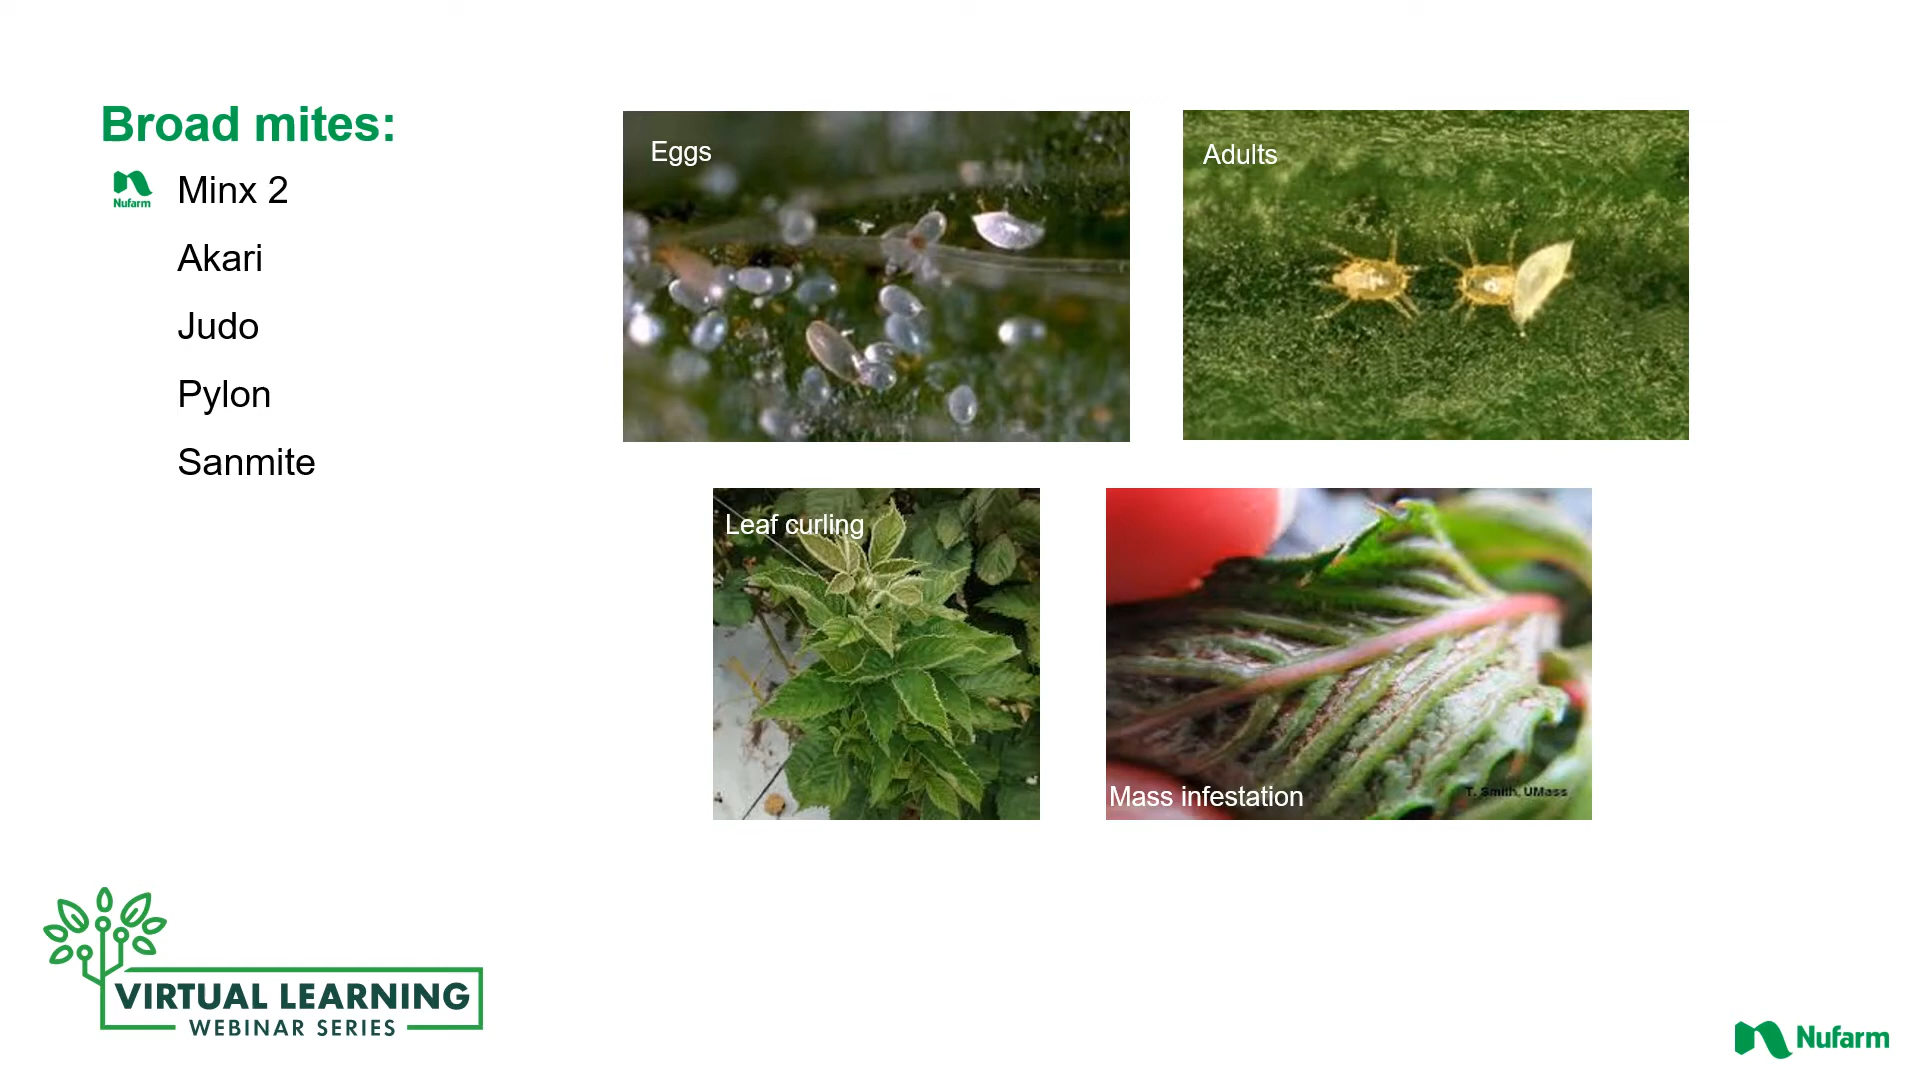 Broad mites:
Nufarm
Minx 2
Akari
Judo
Pylon
Sanmite
Eggs
Adults
Leaf curling
Mass infestation
T. Smith, UMass
VIRTUAL LEARNING
WEBINAR SERIES
Nufarm